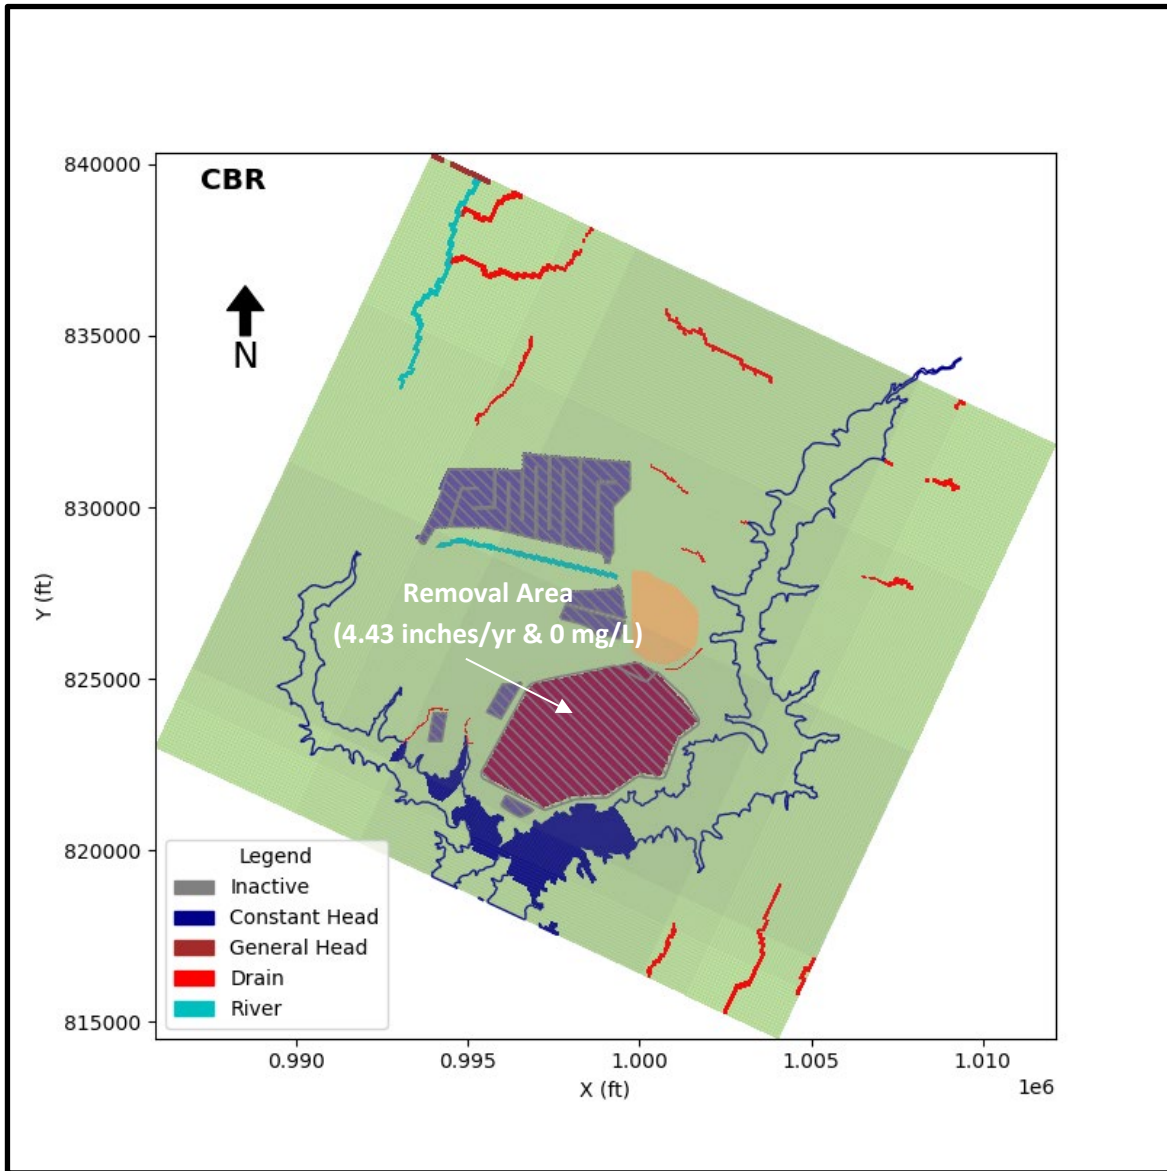 CBR
N
840000
835000
830000
825000
820000
815000
Y (ft)
Removal Area
(4.43 inches/yr & 0 mg/L)
Legend
Inactive
Constant Head
General Head
Drain
River
0.990 0.995 1.000 1.005 1.010
1e6
X (ft)